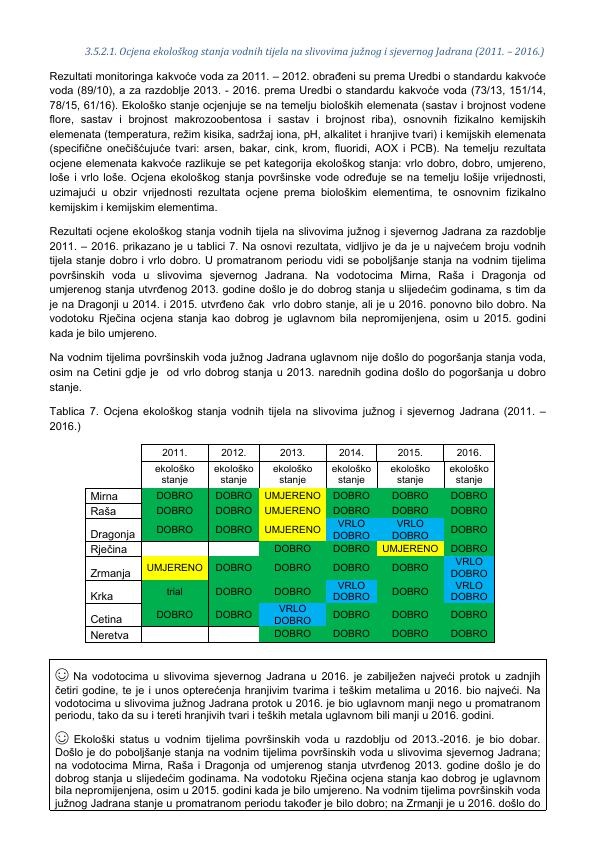 3.5.2.1. Ocjena ekološkog stanja vodnih tijela na slivovima južnog i sjevernog Jadrana (2011. – 2016.)
Rezultati monitoringa kakvoće voda za 2011. – 2012. obrađeni su prema Uredbi o standardu kakvoće
voda (89/10), a za razdoblje 2013. - 2016. prema Uredbi o standardu kakvoće voda (73/13, 151/14,
78/15, 61/16). Ekološko stanje ocjenjuje se na temelju bioloških elemenata (sastav i brojnost vodene
flore, sastav i brojnost makrozoobentosa i sastav i brojnost riba), osnovnih fizikalno kemijskih
elemenata (temperatura, režim kisika, sadržaj iona, pH, alkalitet i hranjive tvari) i kemijskih elemenata
(specifične onečišćujuće tvari: arsen, bakar, cink, krom, fluoridi, AOX i PCB). Na temelju rezultata
ocjene elemenata kakvoće razlikuje se pet kategorija ekološkog stanja: vrlo dobro, dobro, umjereno,
loše i vrlo loše. Ocjena ekološkog stanja površinske vode određuje se na temelju lošije vrijednosti,
uzimajući u obzir vrijednosti rezultata ocjene prema biološkim elementima, te osnovnim fizikalno
kemijskim i kemijskim elementima.
Rezultati ocjene ekološkog stanja vodnih tijela na slivovima južnog i sjevernog Jadrana za razdoblje
2011. – 2016. prikazano je u tablici 7. Na osnovi rezultata, vidljivo je da je u najvećem broju vodnih
tijela stanje dobro i vrlo dobro. U promatranom periodu vidi se poboljšanje stanja na vodnim tijelima
površinskih voda u slivovima sjevernog Jadrana. Na vodotocima Mirna, Raša i Dragonja od
umjerenog stanja utvrđenog 2013. godine došlo je do dobrog stanja u slijedećim godinama, s tim da
je na Dragonji u 2014. i 2015. utvrđeno čak vrlo dobro stanje, ali je u 2016. ponovno bilo dobro. Na
vodotoku Rječina ocjena stanja kao dobrog je uglavnom bila nepromijenjena, osim u 2015. godini
kada je bilo umjereno.
Na vodnim tijelima površinskih voda južnog Jadrana uglavnom nije došlo do pogoršanja stanja voda,
osim na Cetini gdje je od vrlo dobrog stanja u 2013. narednih godina došlo do pogoršanja u dobro
stanje.
Tablica 7. Ocjena ekološkog stanja vodnih tijela na slivovima južnog i sjevernog Jadrana (2011. –
2016.)
2011. 2012. 2013. 2014. 2015. 2016.
ekološko ekološko ekološko ekološko ekološko ekološko
stanje stanje stanje stanje stanje stanje
Mirna DOBRO DOBRO UMJERENO DOBRO DOBRO DOBRO
Raša DOBRO DOBRO UMJERENO DOBRO DOBRO DOBRO
Dragonja DOBRO DOBRO UMJERENO VRLO DOBRO VRLO DOBRO DOBRO
Rječina DOBRO DOBRO UMJERENO DOBRO
Zrmanja UMJERENO DOBRO DOBRO DOBRO DOBRO VRLO DOBRO
Krka trial DOBRO DOBRO VRLO DOBRO DOBRO VRLO DOBRO
Cetina DOBRO DOBRO VRLO DOBRO DOBRO DOBRO DOBRO
Neretva DOBRO DOBRO DOBRO DOBRO
Na vodotocima u slivovima sjevernog Jadrana u 2016. je zabilježen najveći protok u zadnjih
četiri godine, te je i unos opterećenja hranjivim tvarima i teškim metalima u 2016. bio najveći. Na
vodotocima u slivovima južnog Jadrana protok u 2016. je bio uglavnom manji nego u promatranom
periodu, tako da su i tereti hranjivih tvari i teških metala uglavnom bili manji u 2016. godini.
Ekološki status u vodnim tijelima površinskih voda u razdoblju od 2013.-2016. je bio dobar.
Došlo je do poboljšanje stanja na vodnim tijelima površinskih voda u slivovima sjevernog Jadrana;
na vodotocima Mirna, Raša i Dragonja od umjerenog stanja utvrđenog 2013. godine došlo je do
dobrog stanja u slijedećim godinama. Na vodotoku Rječina ocjena stanja kao dobrog je uglavnom
bila nepromijenjena, osim u 2015. godini kada je bilo umjereno. Na vodnim tijelima površinskih voda
južnog Jadrana stanje u promatranom periodu također je bilo dobro; na Zrmanji je u 2016. došlo do